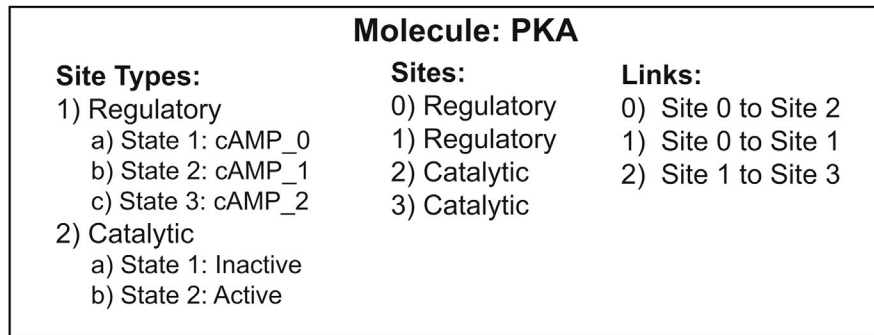 Molecule: PKA
Site Types:
1) Regulatory
a) State 1: cAMP_0
b) State 2: cAMP_1
c) State 3: cAMP_2
2) Catalytic
a) State 1: Inactive
b) State 2: Active
Sites:
0) Regulatory
1) Regulatory
2) Catalytic
3) Catalytic
Links:
0) Site 0 to Site 2
1) Site 0 to Site 1
2) Site 1 to Site 3